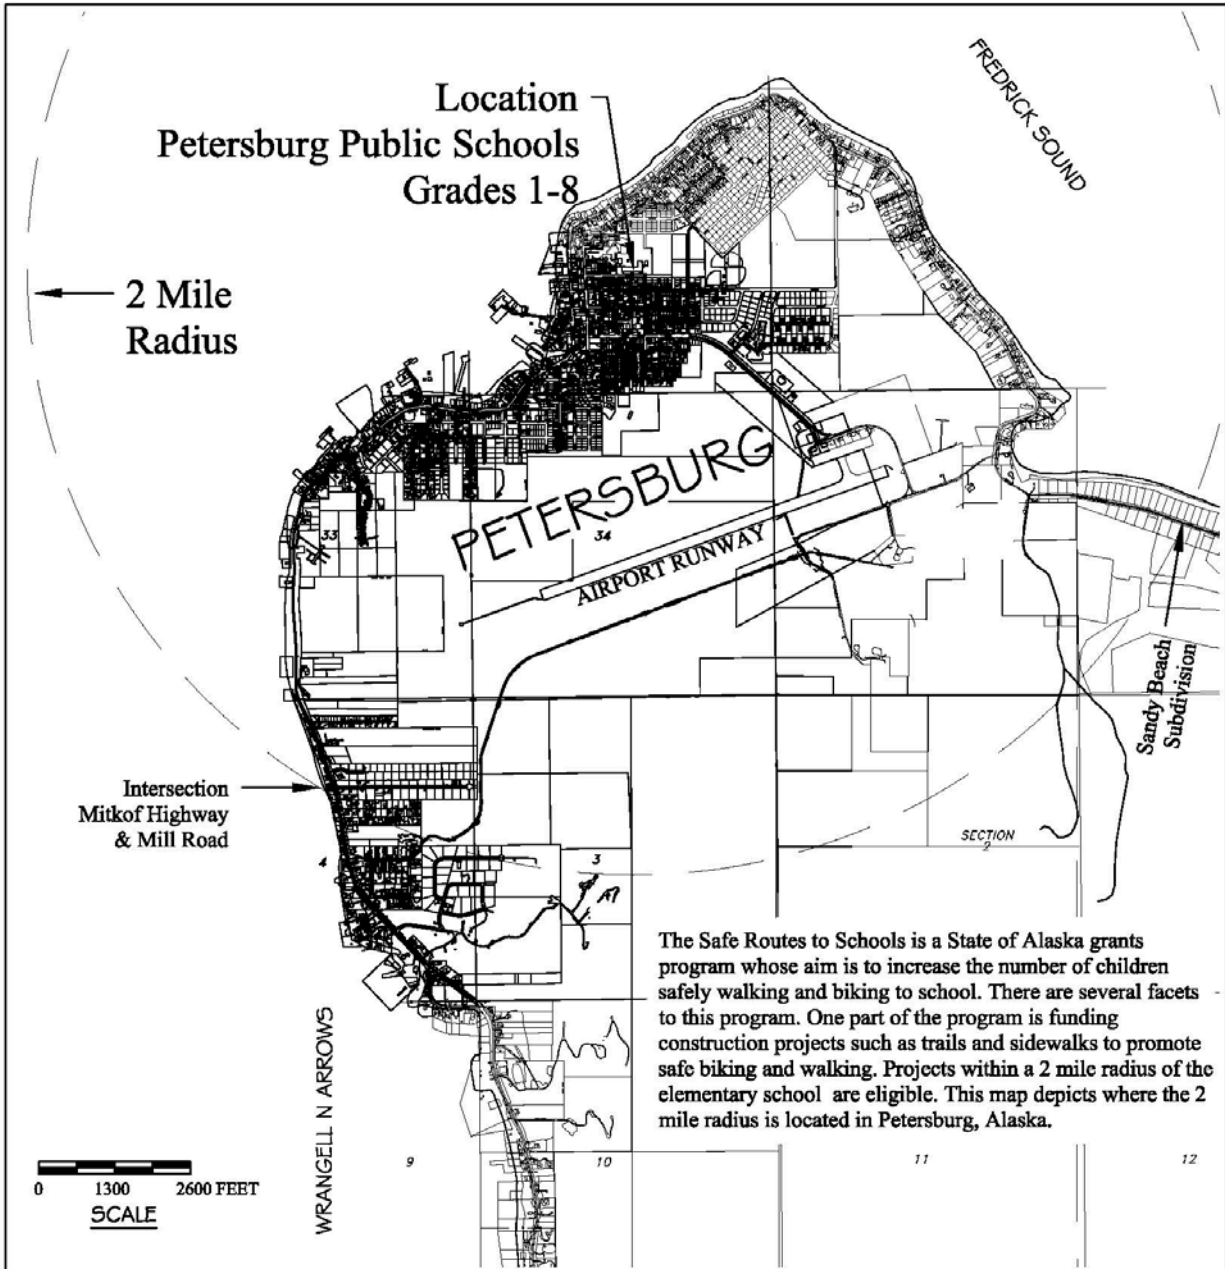 FREDRICK SOUND
Location
Petersburg Public Schools
Grades 1-8
2 Mile
Radius
PETERSBURG
33
34
AIRPORT RUNWAY
Sandy Beach
Subdivision
Intersection
Mitkof Highway
& Mill Road
4
3
SECTION
2
The Safe Routes to Schools is a State of Alaska grants
program whose aim is to increase the number of children
safely walking and biking to school. There are several facets
to this program. One part of the program is funding
construction projects such as trails and sidewalks to promote
safe biking and walking. Projects within a 2 mile radius of the
elementary school are eligible. This map depicts where the 2
mile radius is located in Petersburg, Alaska.
WRANGELL N ARROWS
9
10
11
12
0 1300 2600 FEET
SCALE